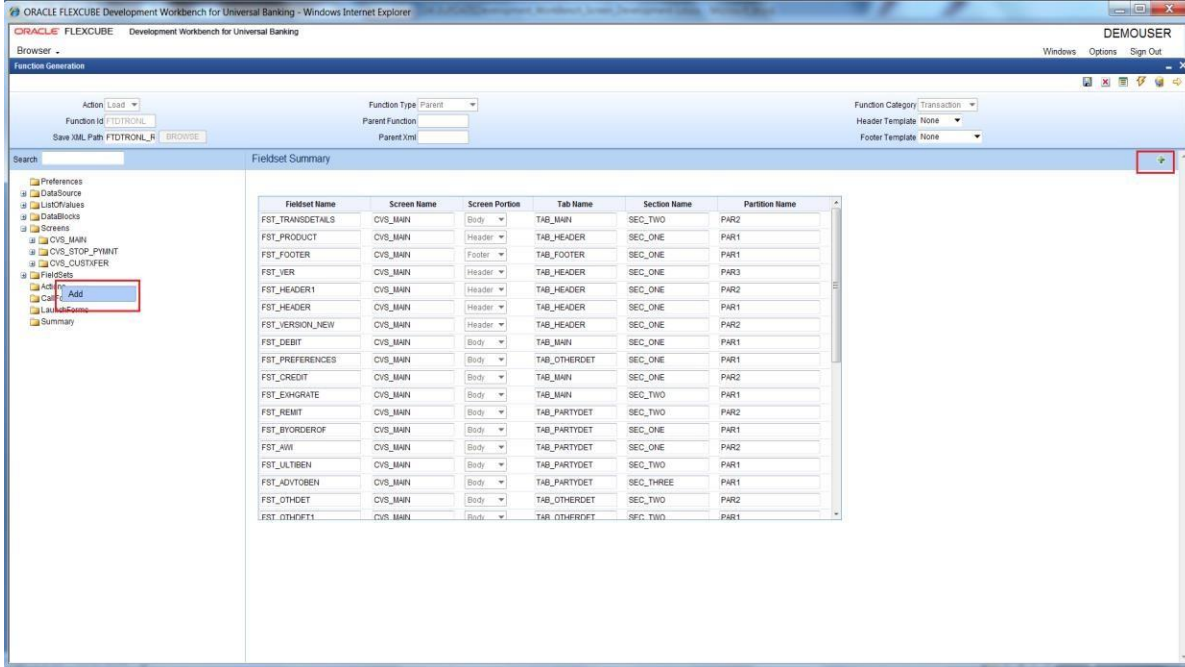 ORACLE FLEXCUBE Development Workbench for Universal Banking - Windows Internet Explorer
ORACLE FLEXCUBE Development Workbench for Universal Banking DEMOUSER
Browser Windows Options Sign Out
Function Generation
Action Load Function Type Parent Function Category Transaction
Function Id FTDTRONL Parent Function Header Template None
Save XML Path FTDTRONL_R BROWSE Parent Xml Footer Template None
Search Fieldset Summary
Preferences
DataSource
ListOfValues
DataBlocks
Screens
CVS_MAIN
CVS_STOP_PYMNT
CVS_CUSTXFER
FieldSets
Add
LaunchForms
Summary
Fieldset Name Screen Name Screen Portion Tab Name Section Name Partition Name
FST_TRANSDETAILS CVS_MAIN Body TAB_MAIN SEC_TWO PAR2
FST_PRODUCT CVS_MAIN Header TAB_HEADER SEC_ONE PAR1
FST_FOOTER CVS_MAIN Footer TAB_FOOTER SEC_ONE PAR1
FST_VER CVS_MAIN Header TAB_HEADER SEC_ONE PAR3
FST_HEADER1 CVS_MAIN Header TAB_HEADER SEC_ONE PAR2
FST_HEADER CVS_MAIN Header TAB_HEADER SEC_ONE PAR1
FST_VERSION_NEW CVS_MAIN Header TAB_HEADER SEC_ONE PAR2
FST_DEBIT CVS_MAIN Body TAB_MAIN SEC_ONE PAR1
FST_PREFERENCES CVS_MAIN Body TAB_OTHERDET SEC_ONE PAR1
FST_CREDIT CVS_MAIN Body TAB_MAIN SEC_ONE PAR2
FST_EXHGRATE CVS_MAIN Body TAB_MAIN SEC_TWO PAR1
FST_REMIT CVS_MAIN Body TAB_PARTYDET SEC_TWO PAR2
FST_BYORDEROF CVS_MAIN Body TAB_PARTYDET SEC_ONE PAR1
FST_AWI CVS_MAIN Body TAB_PARTYDET SEC_ONE PAR2
FST_ULTIBEN CVS_MAIN Body TAB_PARTYDET SEC_TWO PAR1
FST_ADVTOBEN CVS_MAIN Body TAB_PARTYDET SEC_THREE PAR1
FST_OTHDET CVS_MAIN Body TAB_OTHERDET SEC_TWO PAR2
FST_OTHDET1 CVS_MAIN Body TAB_OTHERDET SEC_TWO PAR1